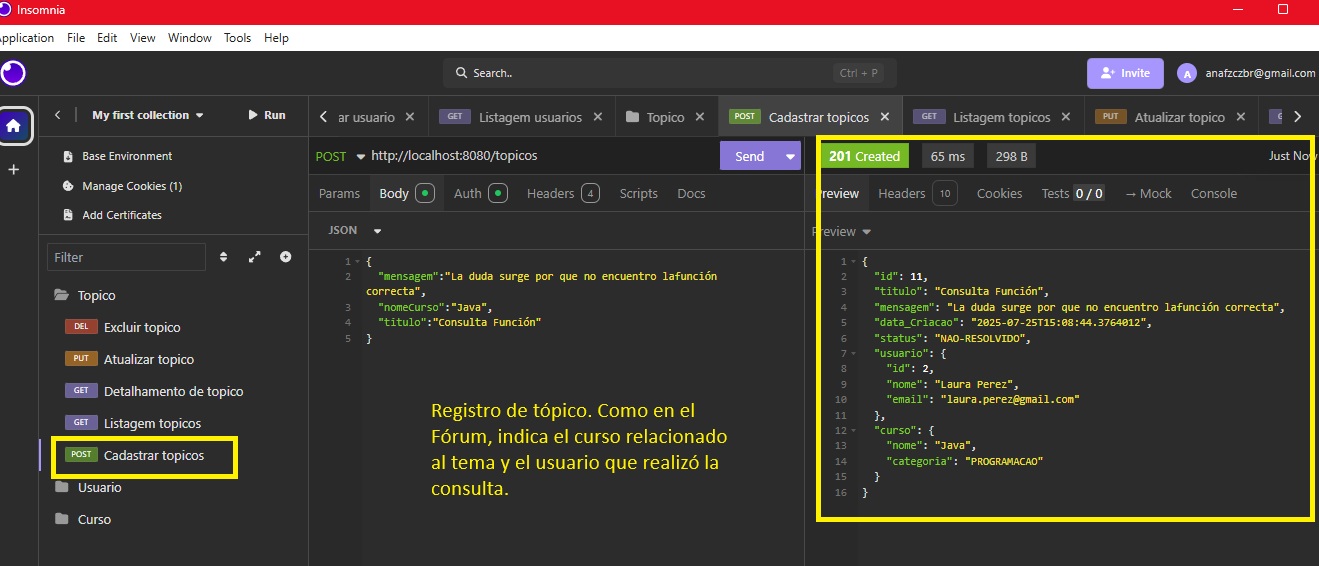 Insomnia
Application File Edit View Window Tools Help
Search.. Ctrl + P
Invite
A anafzczbr@gmail.com
My first collection
Run
Base Environment
Manage Cookies (1)
Add Certificates
Filter
Topico
DEL Excluir topico
PUT Atualizar topico
GET Detalhamento de topico
GET Listagem topicos
POST Cadastrar topicos
Usuario
Curso
ar usuario
GET Listagem usuarios
Topico
POST Cadastrar topicos
GET Listagem topicos
PUT Atualizar topico
POST http://localhost:8080/topicos
Send
Params Body Auth Headers 4 Scripts Docs
JSON
1 {
2 "mensagem":"La duda surge por que no encuentro lafunción
correcta",
3 "nomeCurso":"Java",
4 "titulo":"Consulta Función"
5 }
Registro de tópico. Como en el
Fórum, indica el curso relacionado
al tema y el usuario que realizó la
consulta.
201 Created 65 ms 298 B Just Now
Preview Headers 10 Cookies Tests 0 / 0 → Mock Console
Preview
1 {
2 "id": 11,
3 "titulo": "Consulta Función",
4 "mensagem": "La duda surge por que no encuentro lafunción correcta",
5 "data_Criacao": "2025-07-25T15:08:44.3764012",
6 "status": "NAO-RESOLVIDO",
7 "usuario": {
8 "id": 2,
9 "nome": "Laura Perez",
10 "email": "laura.perez@gmail.com"
11 },
12 "curso": {
13 "nome": "Java",
14 "categoria": "PROGRAMACAO"
15 }
16 }